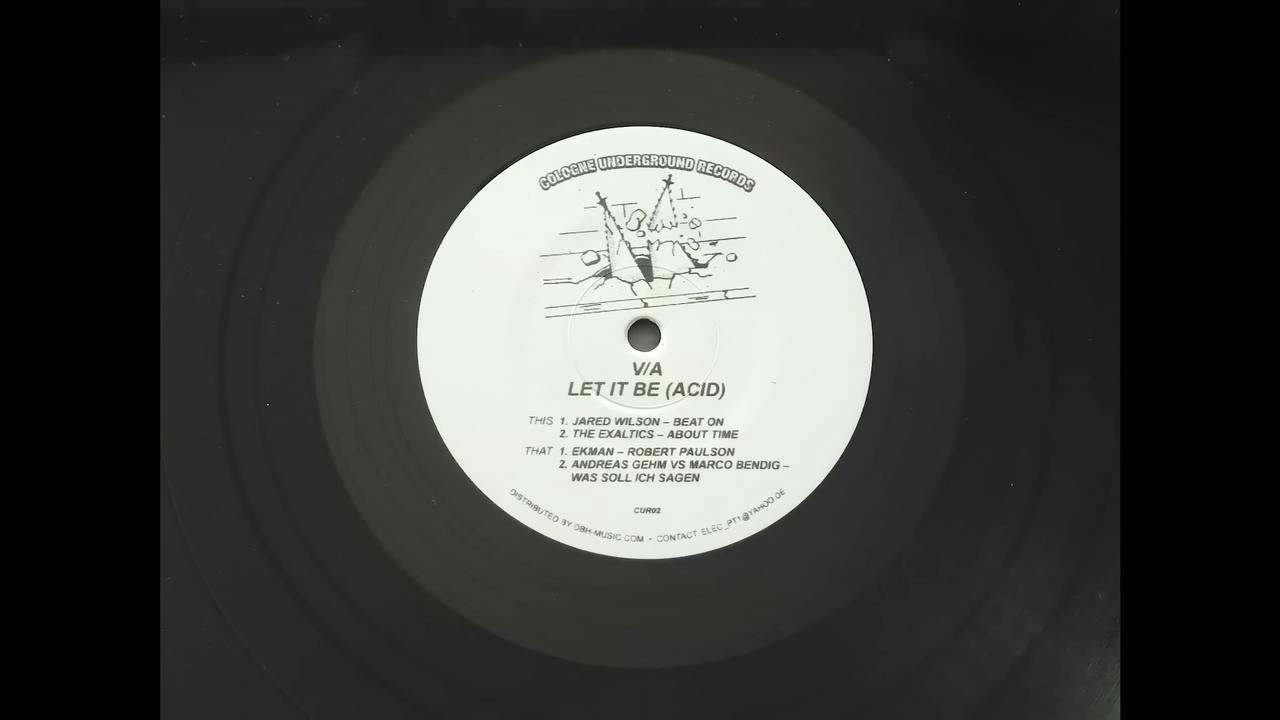 COLOGNE UNDERGROUND RECORDS
V/A
LET IT BE (ACID)
THIS 1. JARED WILSON – BEAT ON
2. THE EXALTICS – ABOUT TIME
THAT 1. EKMAN – ROBERT PAULSON
2. ANDREAS GEHM VS MARCO BENDIG –
WAS SOLL ICH SAGEN
CUR02
DISTRIBUTED BY DBH-MUSIC.COM • CONTACT: ELEC_PT1@YAHOO.DE